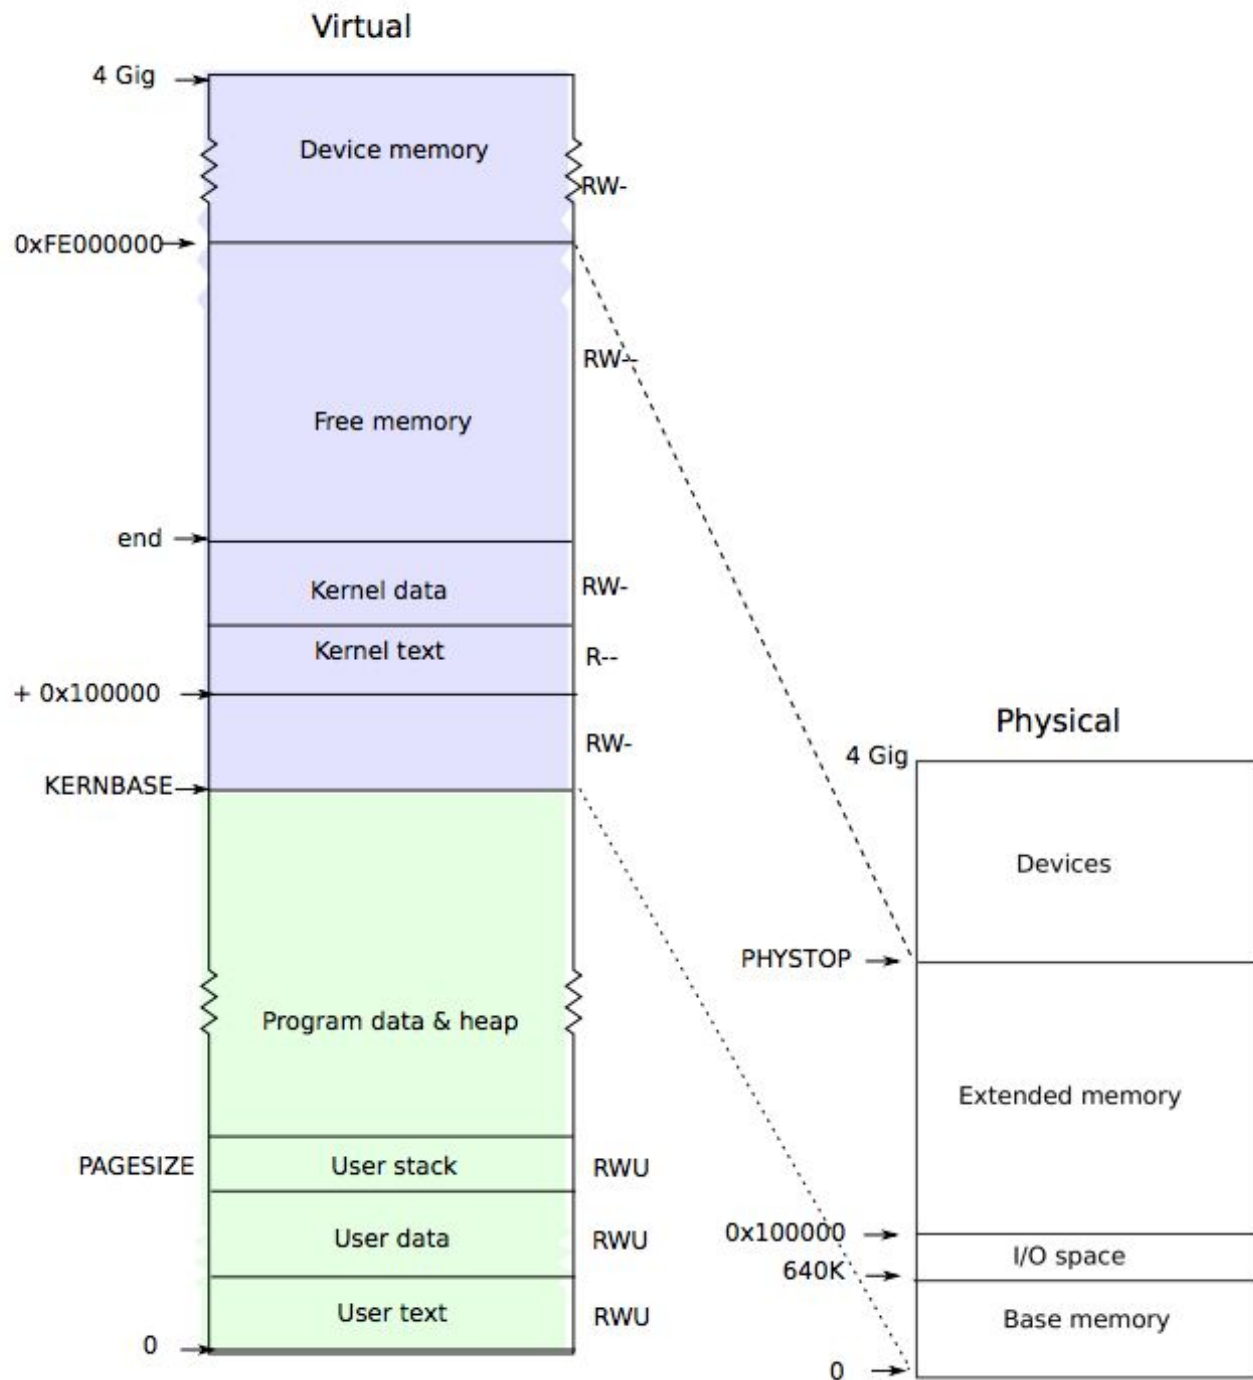 Virtual
4 Gig
Device memory
RW-
0xFE000000
RW--
Free memory
end
Kernel data
RW-
Kernel text
R--
+ 0x100000
RW-
KERNBASE
Program data & heap
PAGESIZE
User stack
RWU
User data
RWU
User text
RWU
0
Physical
4 Gig
Devices
PHYSTOP
Extended memory
0x100000
I/O space
640K
Base memory
0